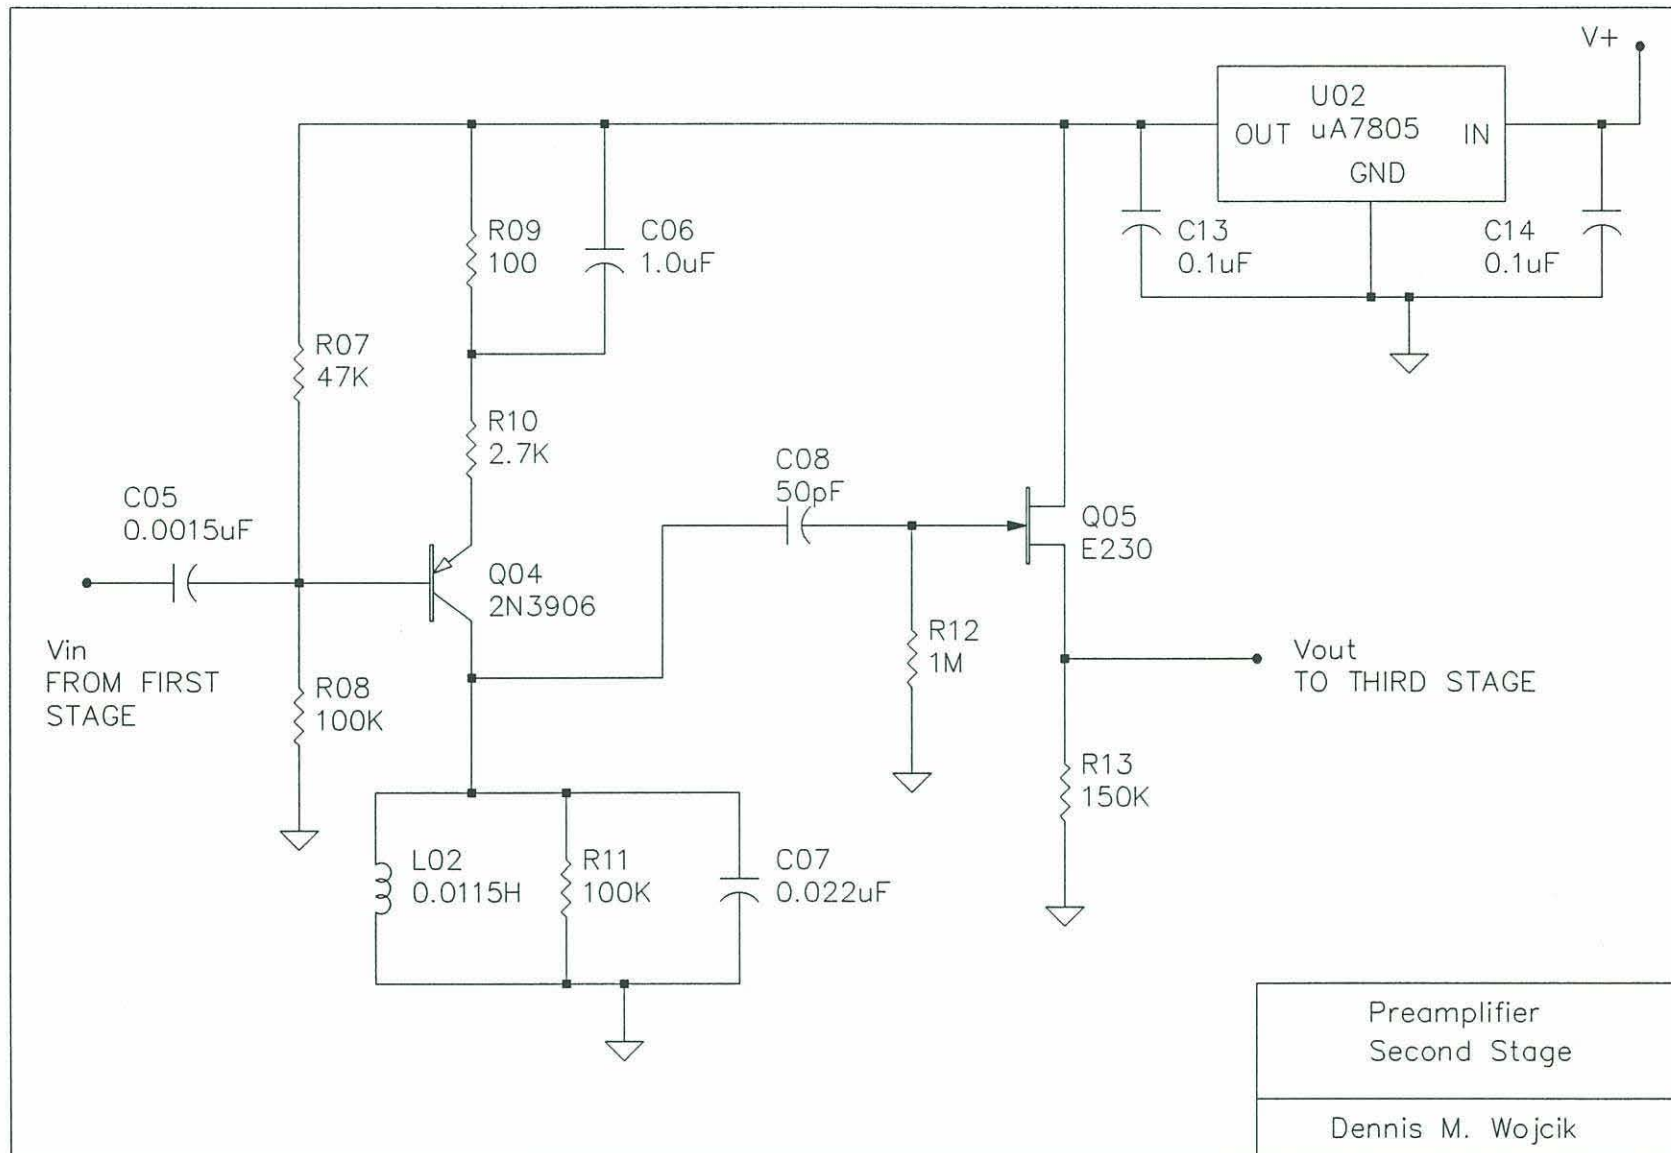 V+
U02
OUT uA7805 IN
GND
R09
100
C06
1.0uF
C13
0.1uF
C14
0.1uF
R07
47K
R10
2.7K
C08
50pF
C05
0.0015uF
Q05
E230
Q04
2N3906
Vin
FROM FIRST
STAGE
R12
1M
Vout
TO THIRD STAGE
R08
100K
R13
150K
L02
0.0115H
R11
100K
C07
0.022uF
Preamplifier
Second Stage
Dennis M. Wojcik